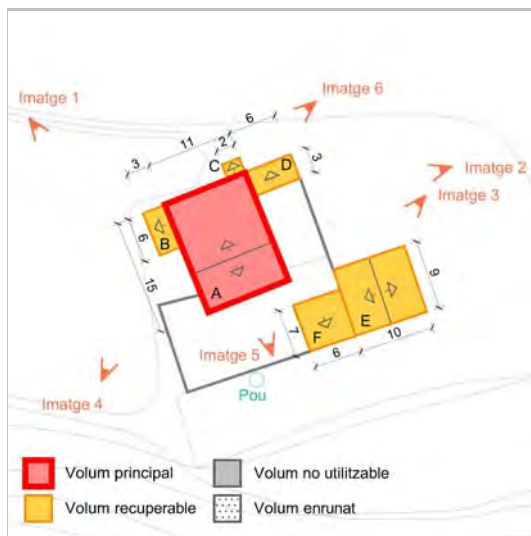 Imatge 1
Imatge 6
6
11
2
3
C
D
3
Imatge 2
Imatge 3
B
6
15
A
9
F
E
7
Imatge 5
6
10
Imatge 4
Pou
Volum principal
Volum no utilitzable
Volum recuperable
Volum enrunat